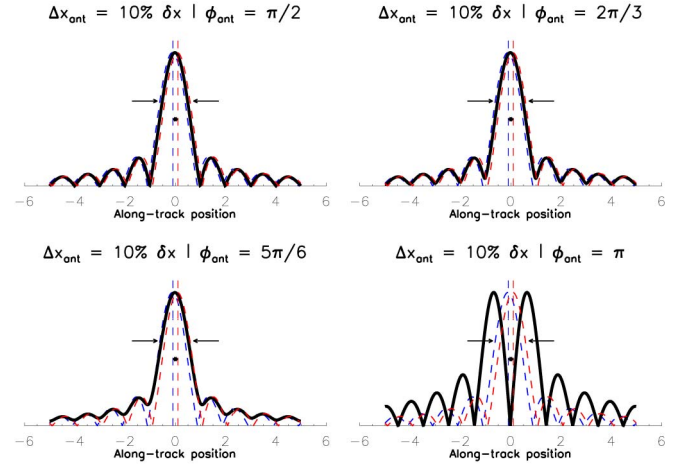 Δx_ant = 10% δx | ϕ_ant = π/2
Δx_ant = 10% δx | ϕ_ant = 2π/3
−6 −4 −2 0 2 4 6
Along-track position
−6 −4 −2 0 2 4 6
Along-track position
Δx_ant = 10% δx | ϕ_ant = 5π/6
Δx_ant = 10% δx | ϕ_ant = π
−6 −4 −2 0 2 4 6
Along-track position
−6 −4 −2 0 2 4 6
Along-track position